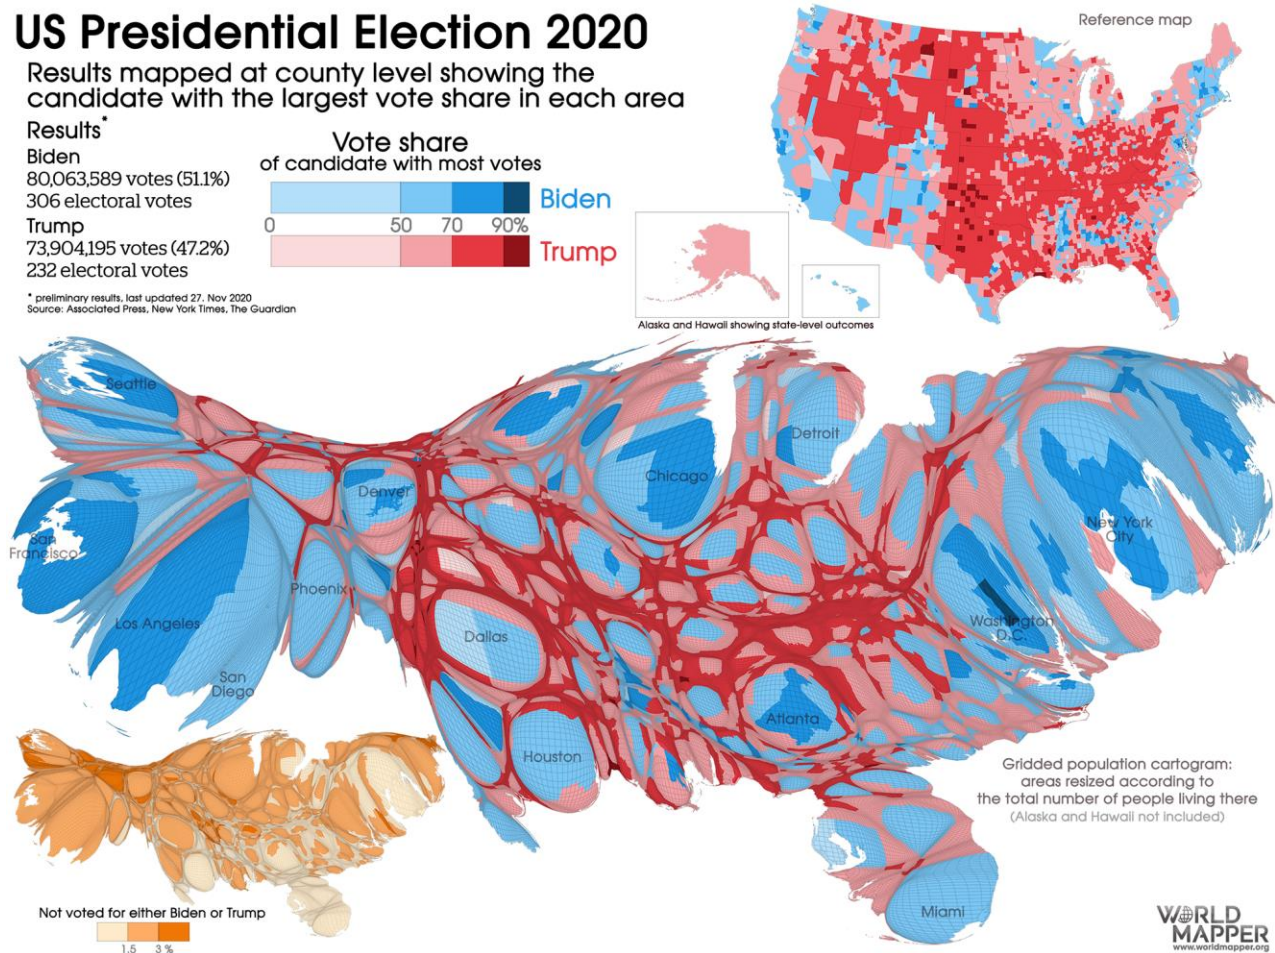 US Presidential Election 2020
Results mapped at county level showing the
candidate with the largest vote share in each area
Results*
Biden
80,063,589 votes (51.1%)
306 electoral votes
Trump
73,904,195 votes (47.2%)
232 electoral votes
* preliminary results, last updated 27. Nov 2020
Source: Associated Press, New York Times, The Guardian
Vote share
of candidate with most votes
Biden
0 50 70 90%
Trump
Reference map
Alaska and Hawaii showing state-level outcomes
Seattle
Detroit
Chicago
Denver
New York
City
San
Francisco
Phoenix
Los Angeles
Washington
D.C.
Dallas
San
Diego
Atlanta
Houston
Miami
Gridded population cartogram:
areas resized according to
the total number of people living there
(Alaska and Hawaii not included)
Not voted for either Biden or Trump
1.5 3 %
WORLD
MAPPER
www.worldmapper.org